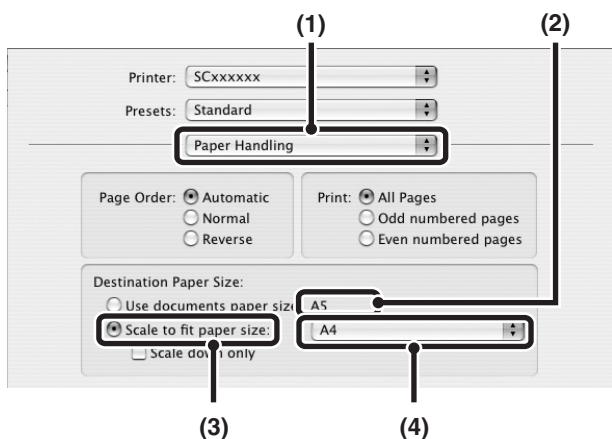 (1) (2)
Printer: SCxxxxxx
Presets: Standard
Paper Handling
Page Order: Automatic Print: All Pages
Normal Odd numbered pages
Reverse Even numbered pages
Destination Paper Size:
Use documents paper size A5
Scale to fit paper size: A4
Scale down only
(3) (4)